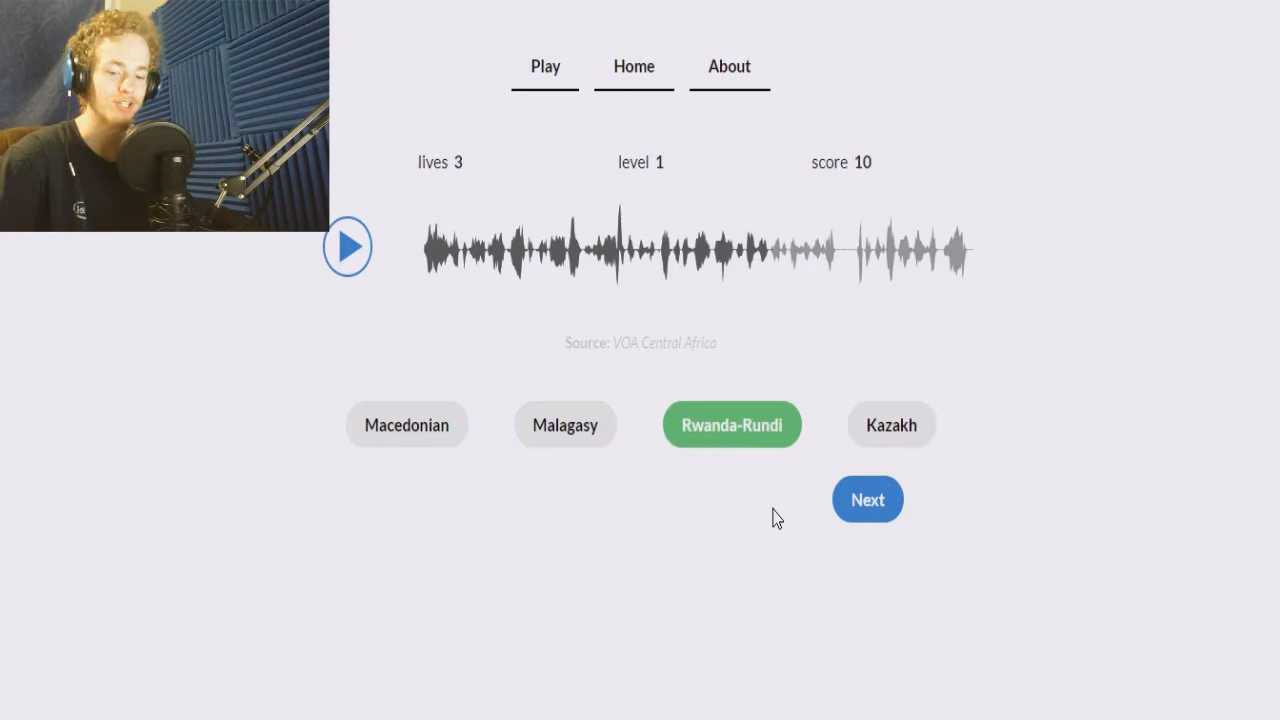 Play Home About
lives 3 level 1 score 10
Source: VOA Central Africa
Macedonian Malagasy Rwanda-Rundi Kazakh
Next